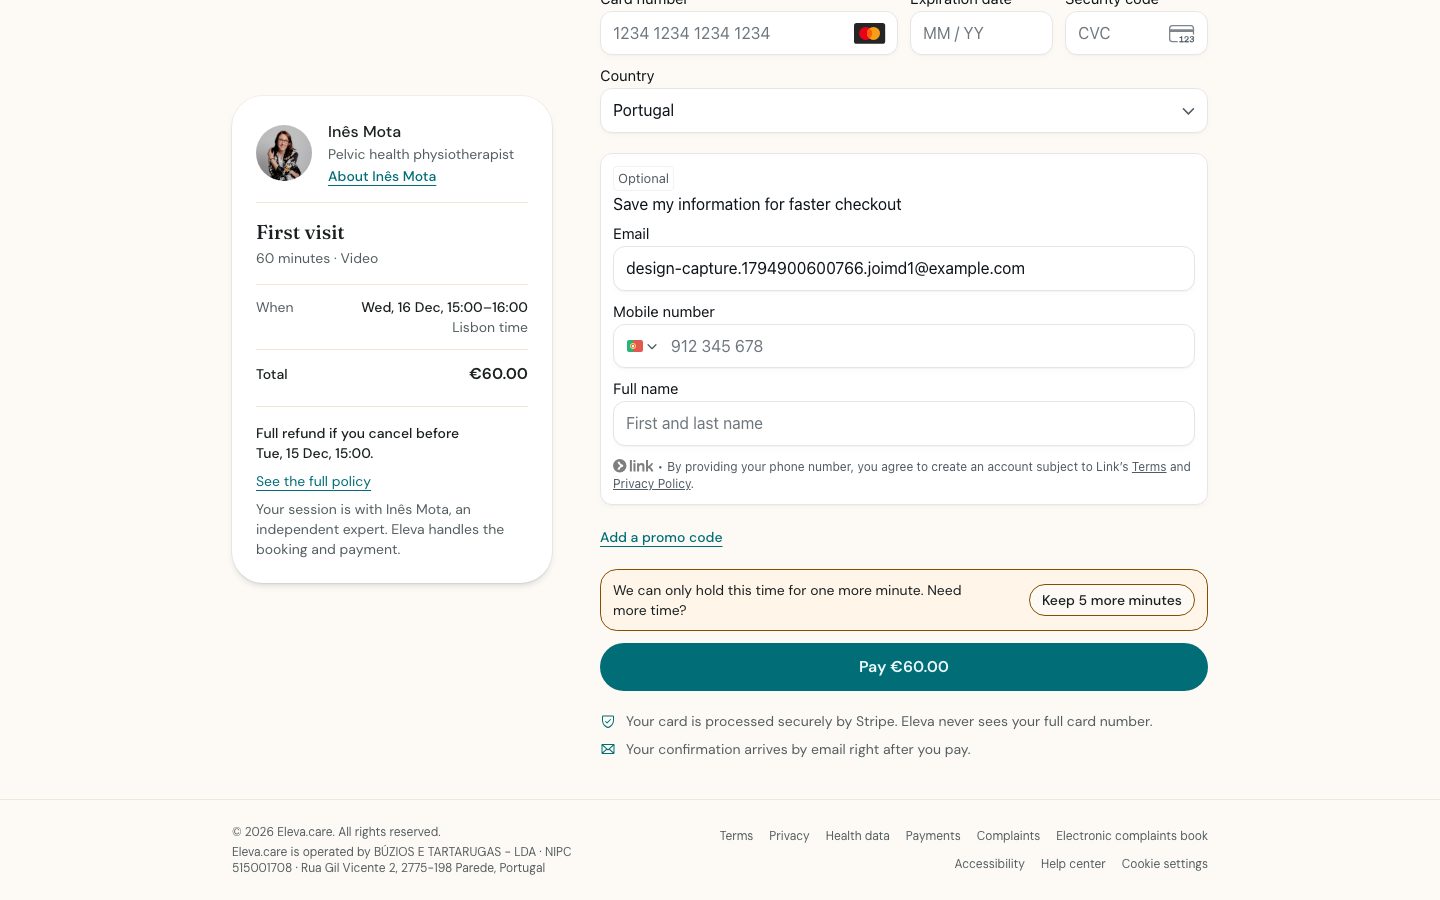 Card number
Expiration date
Security code
1234 1234 1234 1234
MM / YY
CVC
123
Country
Portugal
Inês Mota
Pelvic health physiotherapist
About Inês Mota
First visit
60 minutes · Video
When
Wed, 16 Dec, 15:00–16:00
Lisbon time
Total
€60.00
Full refund if you cancel before
Tue, 15 Dec, 15:00.
See the full policy
Your session is with Inês Mota, an
independent expert. Eleva handles the
booking and payment.
Optional
Save my information for faster checkout
Email
design-capture.1794900600766.joimd1@example.com
Mobile number
912 345 678
Full name
First and last name
link • By providing your phone number, you agree to create an account subject to Link's Terms and
Privacy Policy.
Add a promo code
We can only hold this time for one more minute. Need
more time?
Keep 5 more minutes
Pay €60.00
Your card is processed securely by Stripe. Eleva never sees your full card number.
Your confirmation arrives by email right after you pay.
© 2026 Eleva.care. All rights reserved.
Eleva.care is operated by BÚZIOS E TARTARUGAS - LDA · NIPC
515001708 · Rua Gil Vicente 2, 2775-198 Parede, Portugal
Terms Privacy Health data Payments Complaints Electronic complaints book
Accessibility Help center Cookie settings